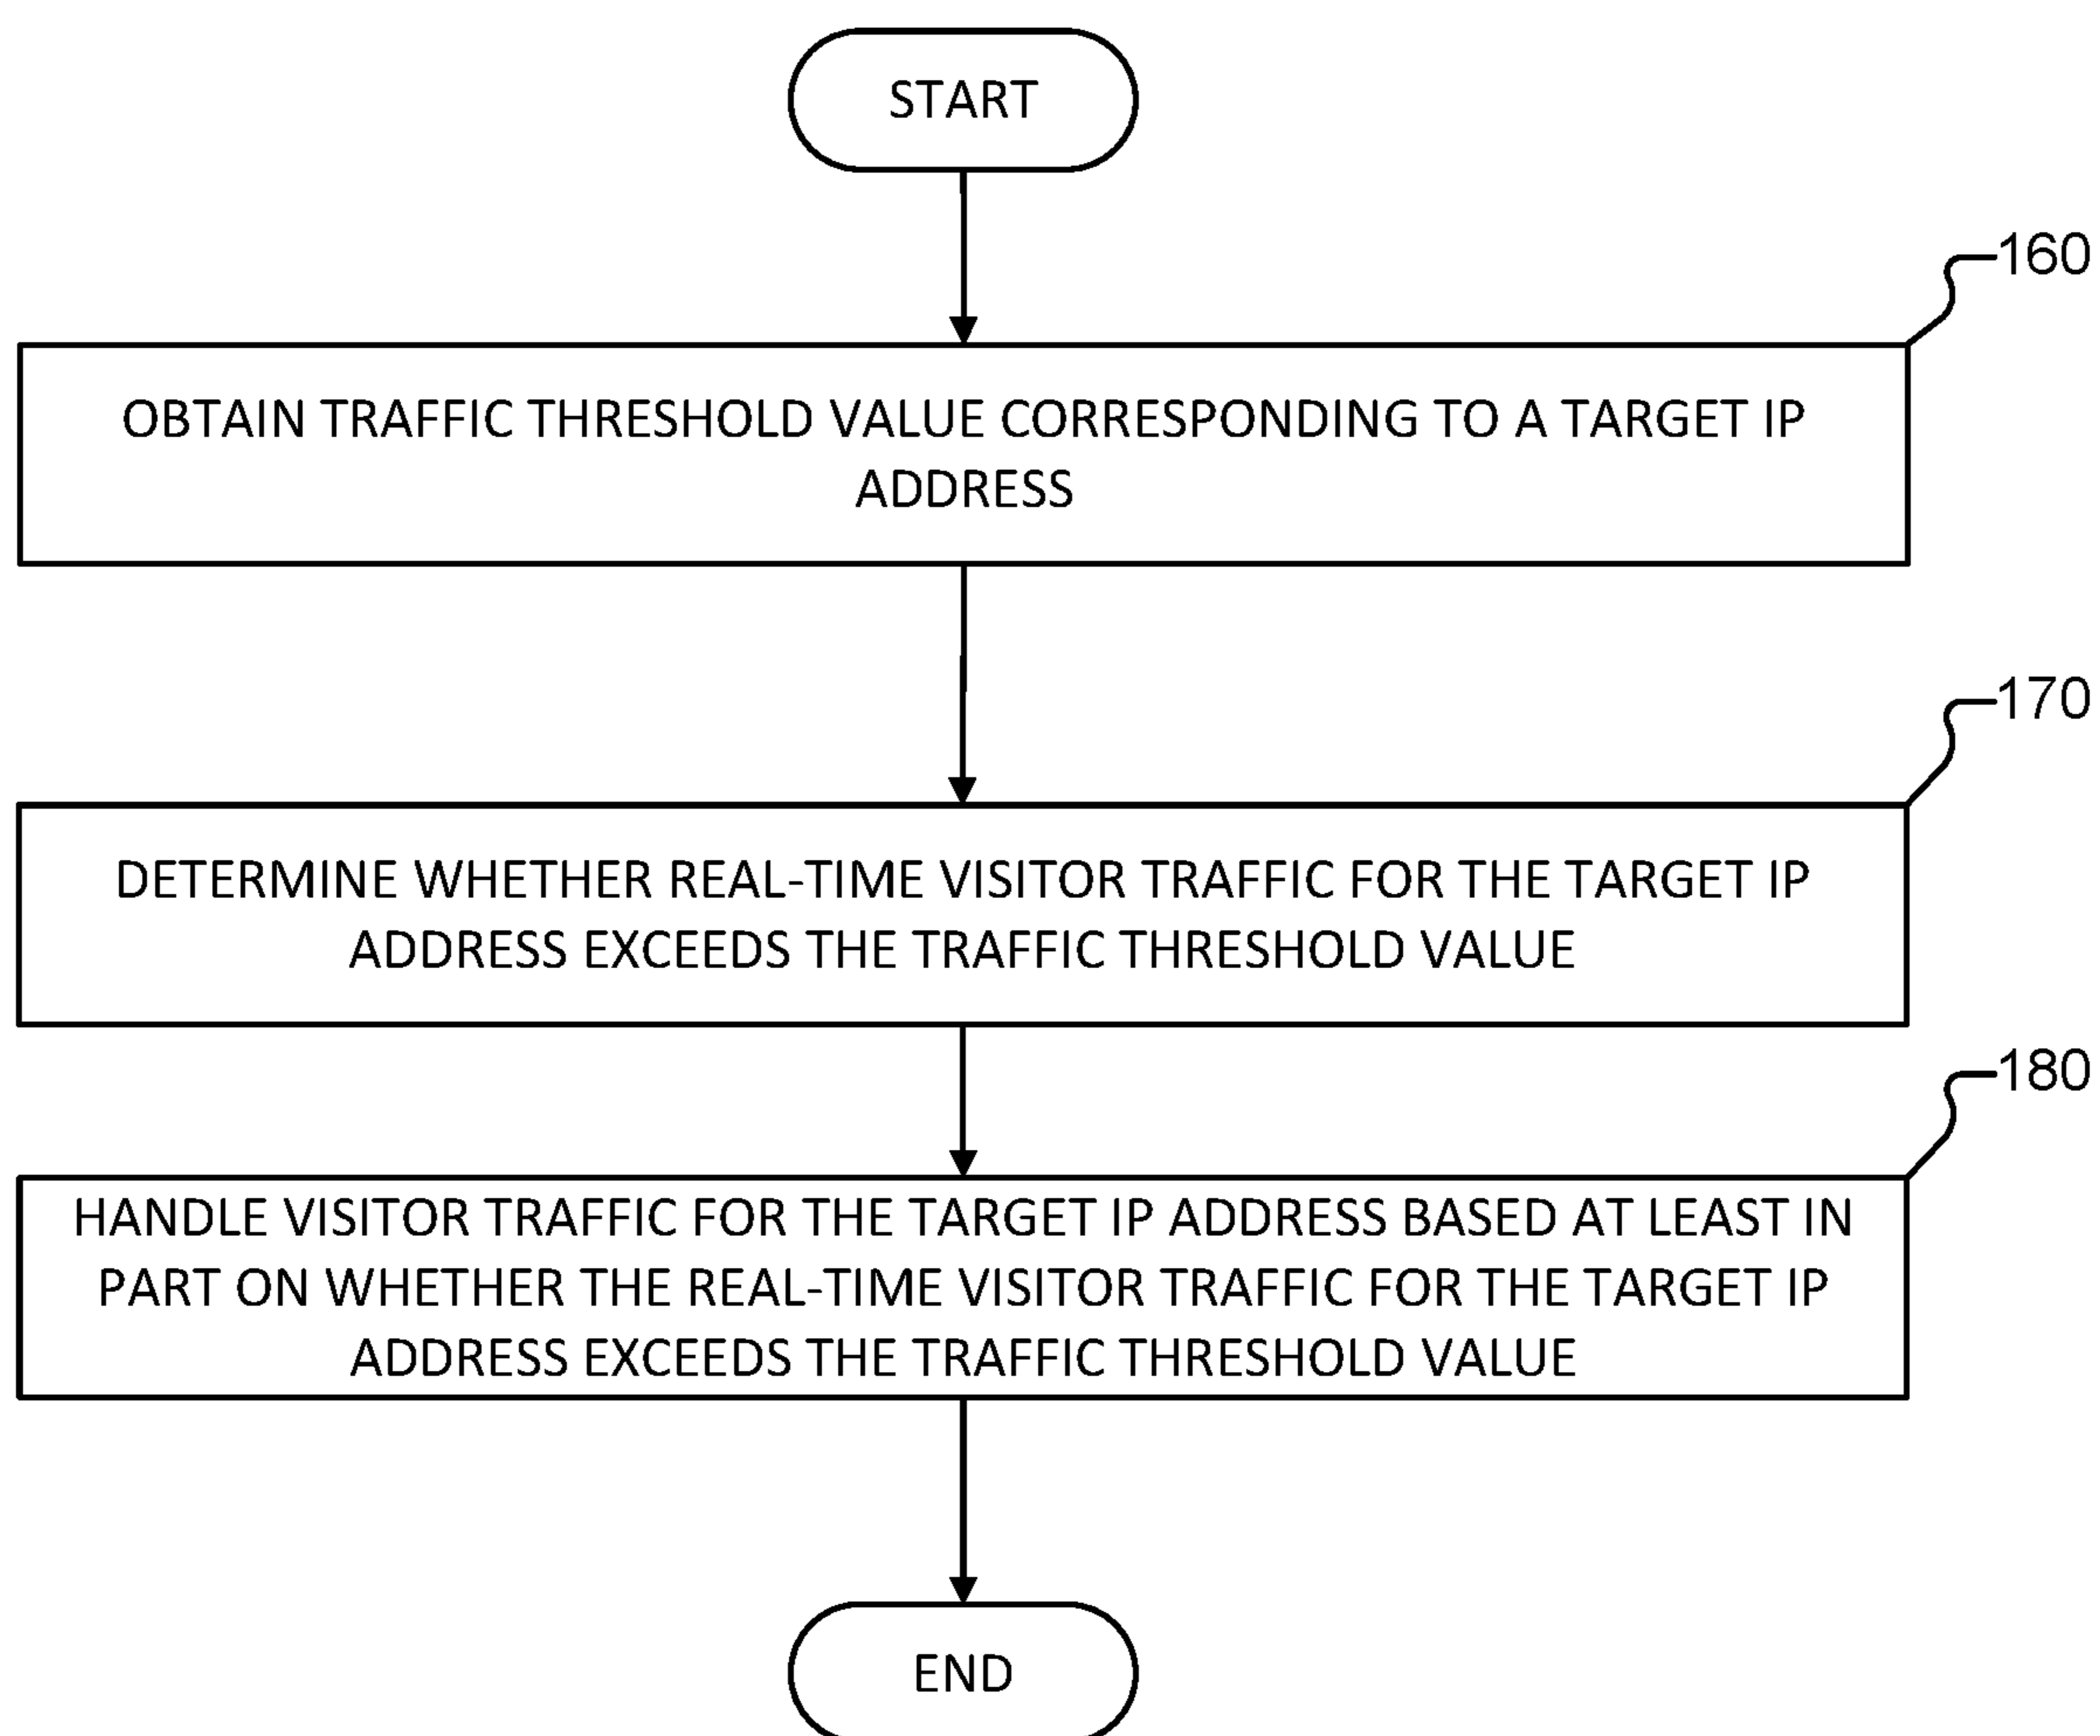 START
160
OBTAIN TRAFFIC THRESHOLD VALUE CORRESPONDING TO A TARGET IP
ADDRESS
170
DETERMINE WHETHER REAL-TIME VISITOR TRAFFIC FOR THE TARGET IP
ADDRESS EXCEEDS THE TRAFFIC THRESHOLD VALUE
180
HANDLE VISITOR TRAFFIC FOR THE TARGET IP ADDRESS BASED AT LEAST IN
PART ON WHETHER THE REAL-TIME VISITOR TRAFFIC FOR THE TARGET IP
ADDRESS EXCEEDS THE TRAFFIC THRESHOLD VALUE
END